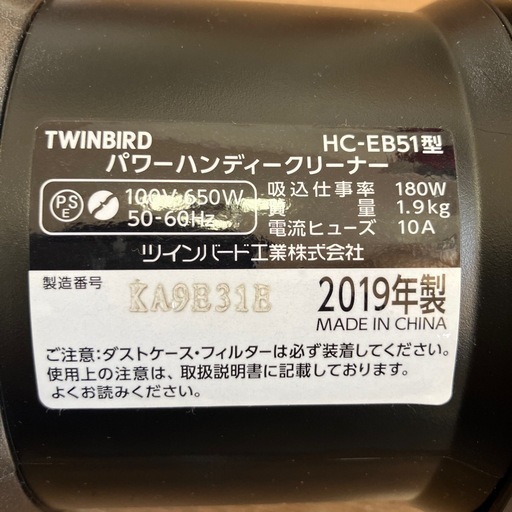 TWINBIRD HC-EB51型
パワーハンディークリーナー
PSE 100V 650W 吸込仕事率 180W
50-60Hz 質量 1.9kg
電流ヒューズ 10A
ツインバード工業株式会社
製造番号 KA9E31E 2019年製
MADE IN CHINA
ご注意:ダストケース・フィルターは必ず装着してください。
使用上の注意は、取扱説明書に記載しております。
よくお読みください。